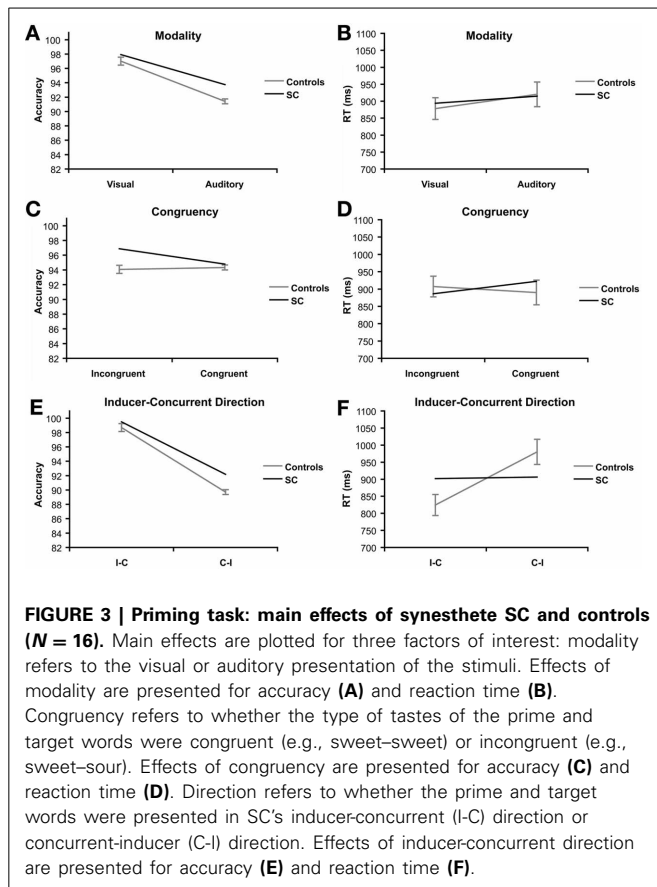 A
Modality
100
98
96
94
92
90
88
86
84
82
Accuracy
Visual
Auditory
Controls
SC
B
Modality
1100
1050
1000
950
900
850
800
750
700
RT (ms)
Visual
Auditory
Controls
SC
C
Congruency
100
98
96
94
92
90
88
86
84
82
Accuracy
Incongruent
Congruent
Controls
SC
D
Congruency
1100
1050
1000
950
900
850
800
750
700
RT (ms)
Incongruent
Congruent
Controls
SC
E
Inducer-Concurrent Direction
100
98
96
94
92
90
88
86
84
82
Accuracy
I-C
C-I
Controls
SC
F
Inducer-Concurrent Direction
1100
1050
1000
950
900
850
800
750
700
RT (ms)
I-C
C-I
Controls
SC
FIGURE 3 | Priming task: main effects of synesthete SC and controls
(N = 16). Main effects are plotted for three factors of interest: modality
refers to the visual or auditory presentation of the stimuli. Effects of
modality are presented for accuracy (A) and reaction time (B).
Congruency refers to whether the type of tastes of the prime and
target words were congruent (e.g., sweet–sweet) or incongruent (e.g.,
sweet–sour). Effects of congruency are presented for accuracy (C) and
reaction time (D). Direction refers to whether the prime and target
words were presented in SC's inducer-concurrent (I-C) direction or
concurrent-inducer (C-I) direction. Effects of inducer-concurrent direction
are presented for accuracy (E) and reaction time (F).